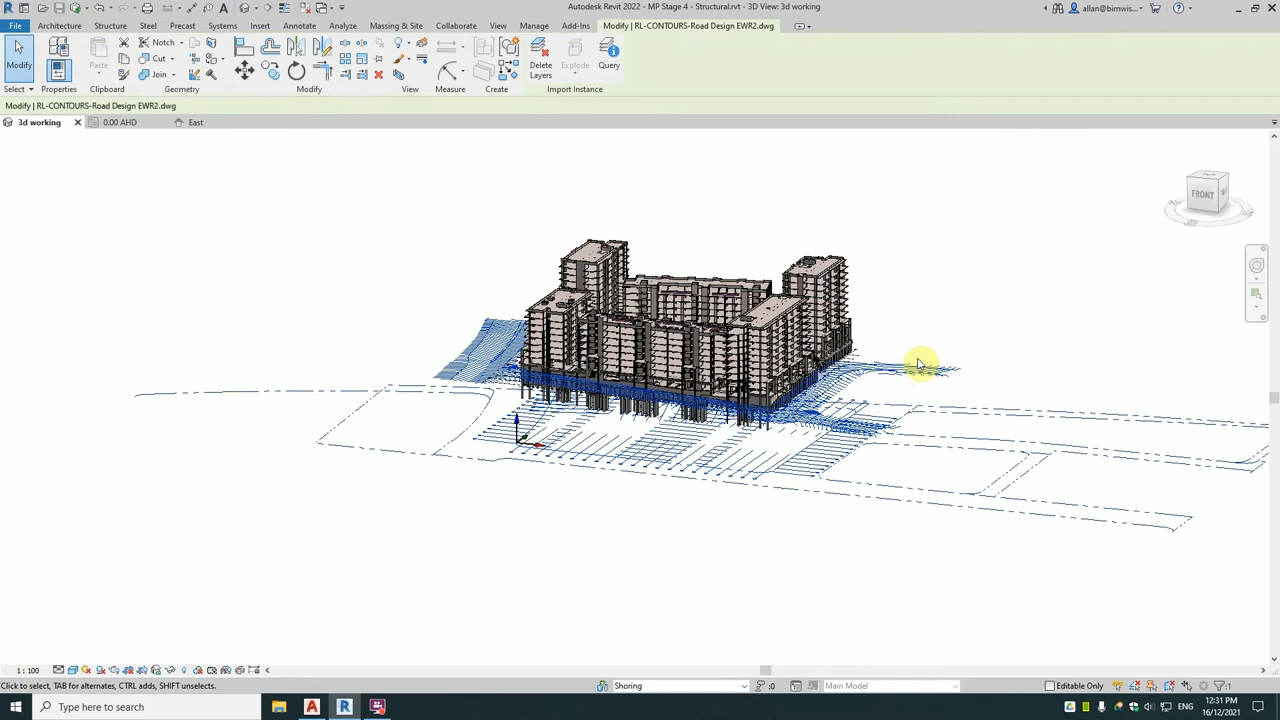 Autodesk Revit 2022 - MP Stage 4 - Structural.rvt - 3D View: 3d working
allan@bimwis...
File Architecture Structure Steel Precast Systems Insert Annotate Analyze Massing & Site Collaborate View Manage Add-Ins Modify | RL-CONTOURS-Road Design EWR2.dwg
Modify
Paste
Notch
Cut
Join
Delete Layers
Explode
Query
Select Properties Clipboard Geometry Modify View Measure Create Import Instance
Modify | RL-CONTOURS-Road Design EWR2.dwg
3d working 0.00 AHD East
FRONT
1 : 100
Click to select, TAB for alternates, CTRL adds, SHIFT unselects.
Shoring
:0
Main Model
Editable Only
:1
Type here to search
ENG
12:31 PM
16/12/2021